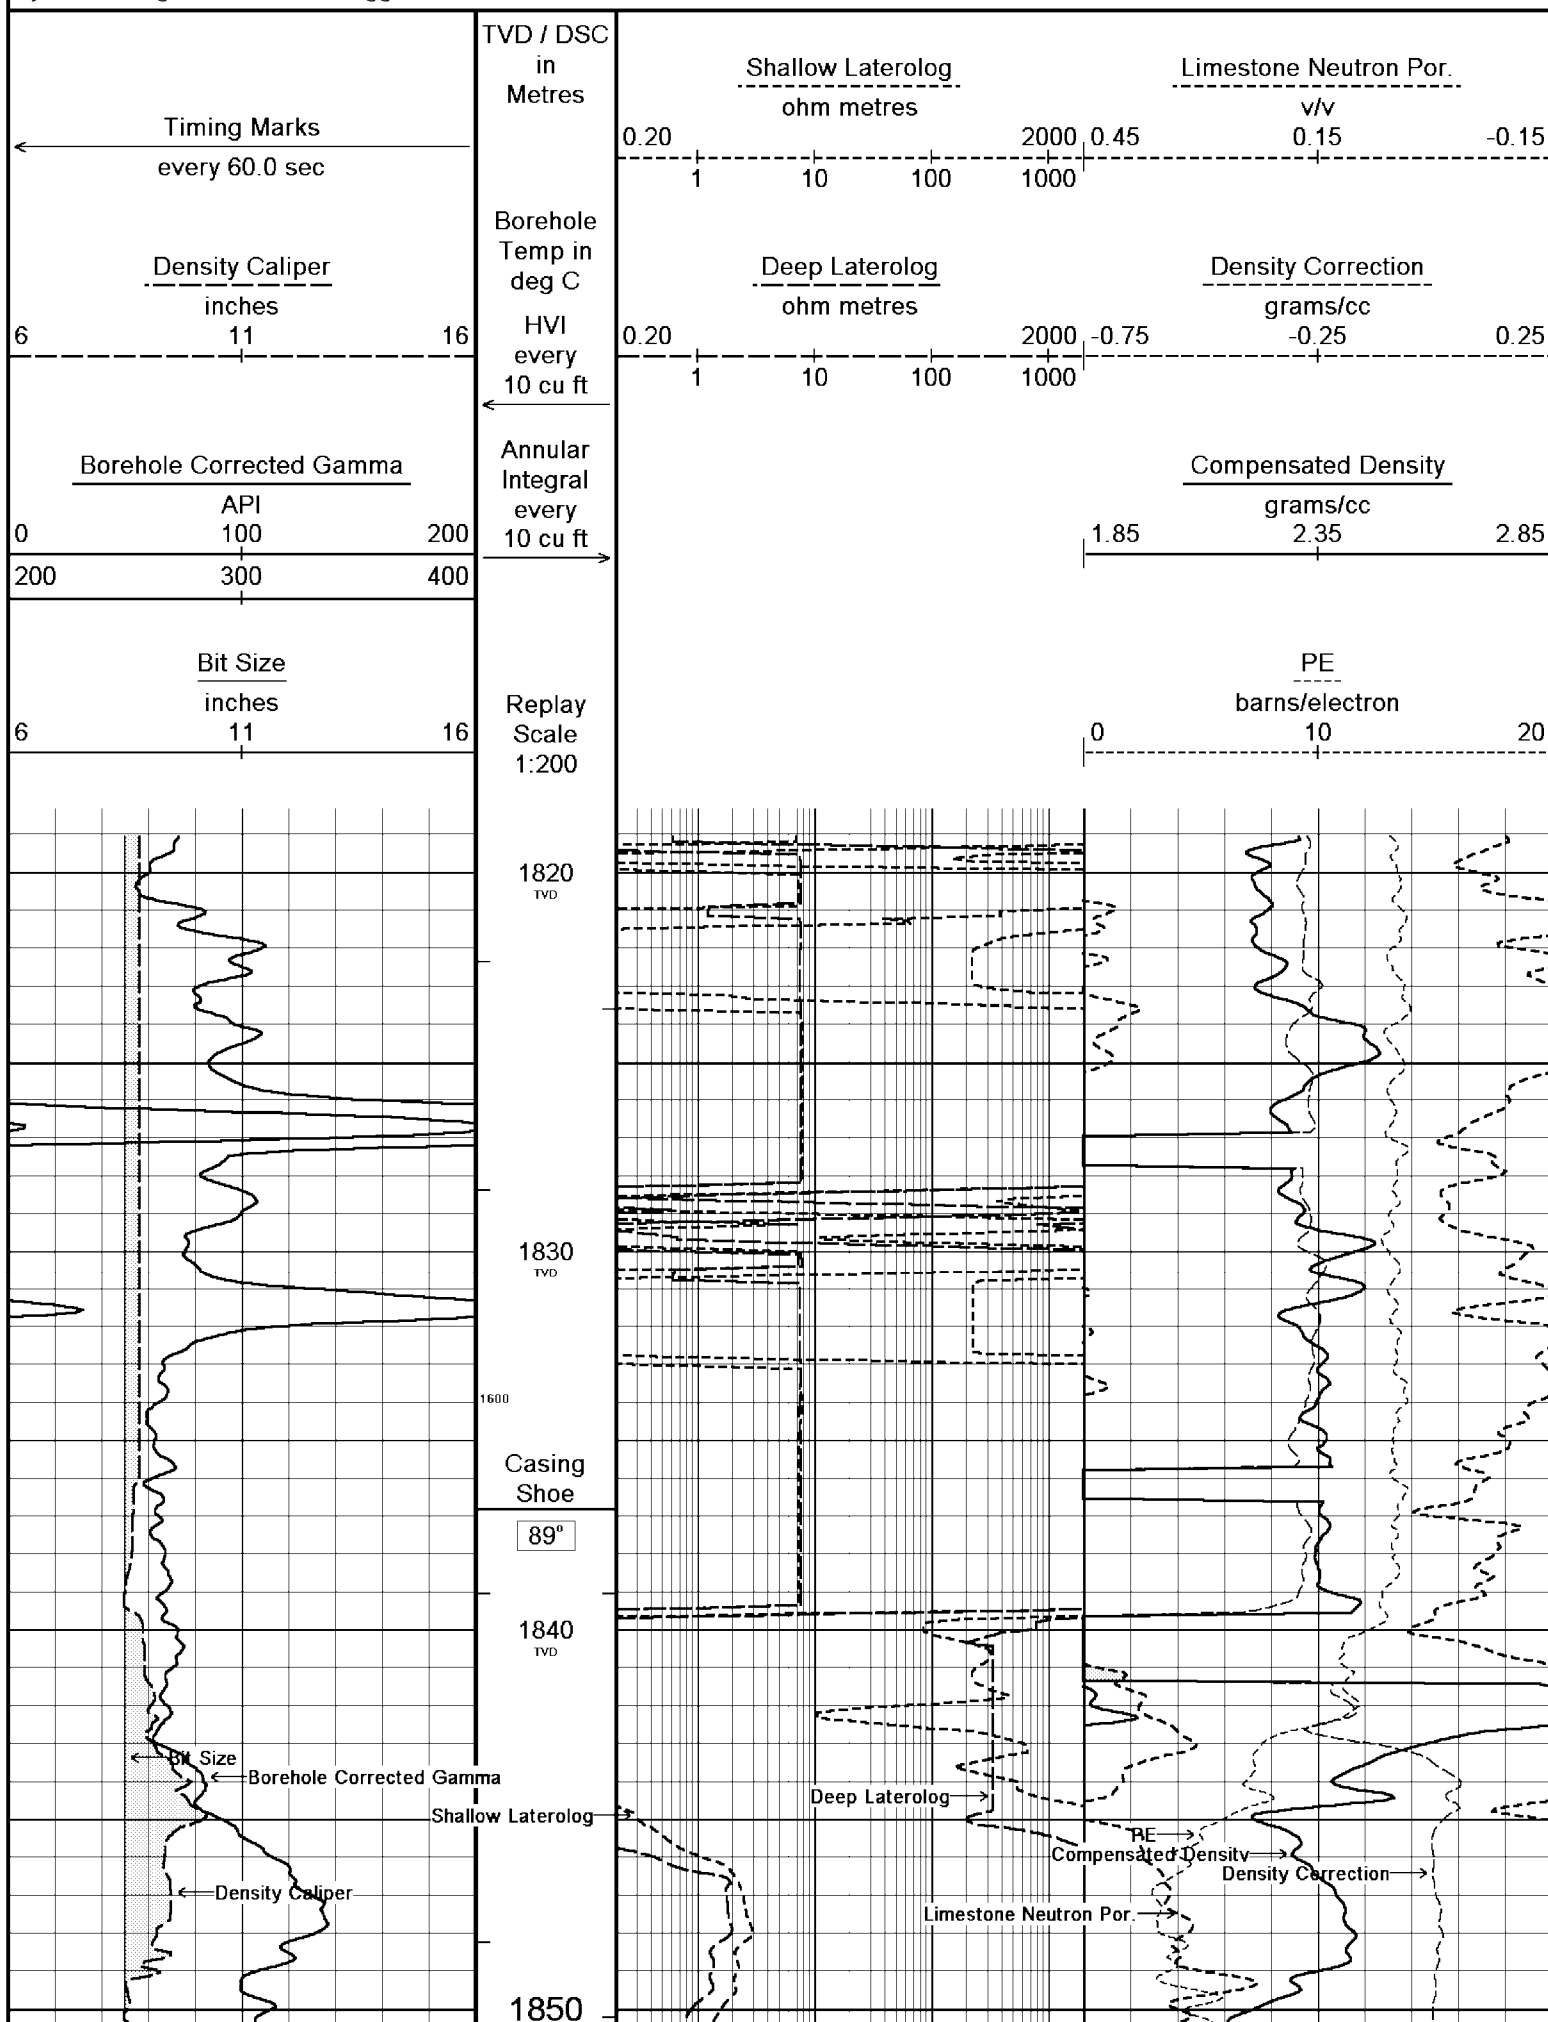 TVD / DSC
in
Metres
Timing Marks
every 60.0 sec
Shallow Laterolog
ohm metres
0.20 2000
1 10 100 1000
Limestone Neutron Por.
v/v
0.45 0.15 -0.15
Borehole
Temp in
deg C
Density Caliper
inches
6 11 16
HVI
every
10 cu ft
Deep Laterolog
ohm metres
0.20 2000
1 10 100 1000
Density Correction
grams/cc
-0.75 -0.25 0.25
Borehole Corrected Gamma
API
0 100 200
200 300 400
Annular
Integral
every
10 cu ft
Compensated Density
grams/cc
1.85 2.35 2.85
Bit Size
inches
6 11 16
Replay
Scale
1:200
PE
barns/electron
0 10 20
1820
TVD
1830
TVD
1600
Casing
Shoe
89°
1840
TVD
Bit Size
Borehole Corrected Gamma
Deep Laterolog
Shallow Laterolog
PE
Compensated Density
Density Correction
Density Caliper
Limestone Neutron Por.
1850